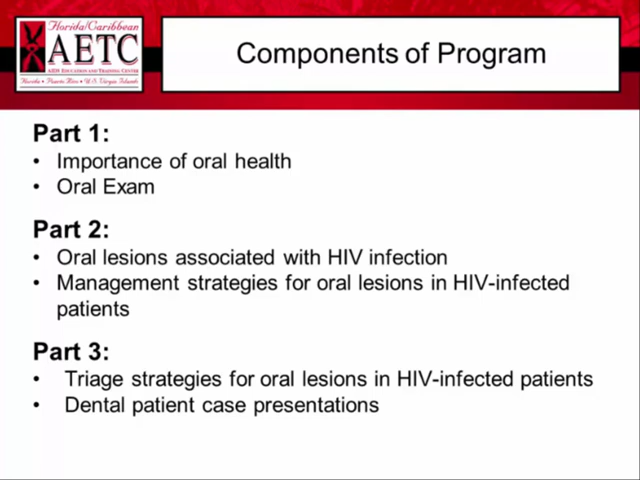 Florida/Caribbean
AETC
AIDS EDUCATION AND TRAINING CENTER
Florida • Puerto Rico • U.S. Virgin Islands
Components of Program
Part 1:
• Importance of oral health
• Oral Exam
Part 2:
• Oral lesions associated with HIV infection
• Management strategies for oral lesions in HIV-infected
patients
Part 3:
• Triage strategies for oral lesions in HIV-infected patients
• Dental patient case presentations